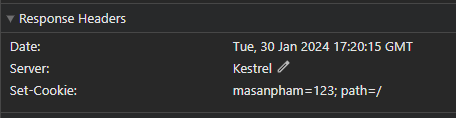 Response Headers
Date: Tue, 30 Jan 2024 17:20:15 GMT
Server: Kestrel
Set-Cookie: masanpham=123; path=/